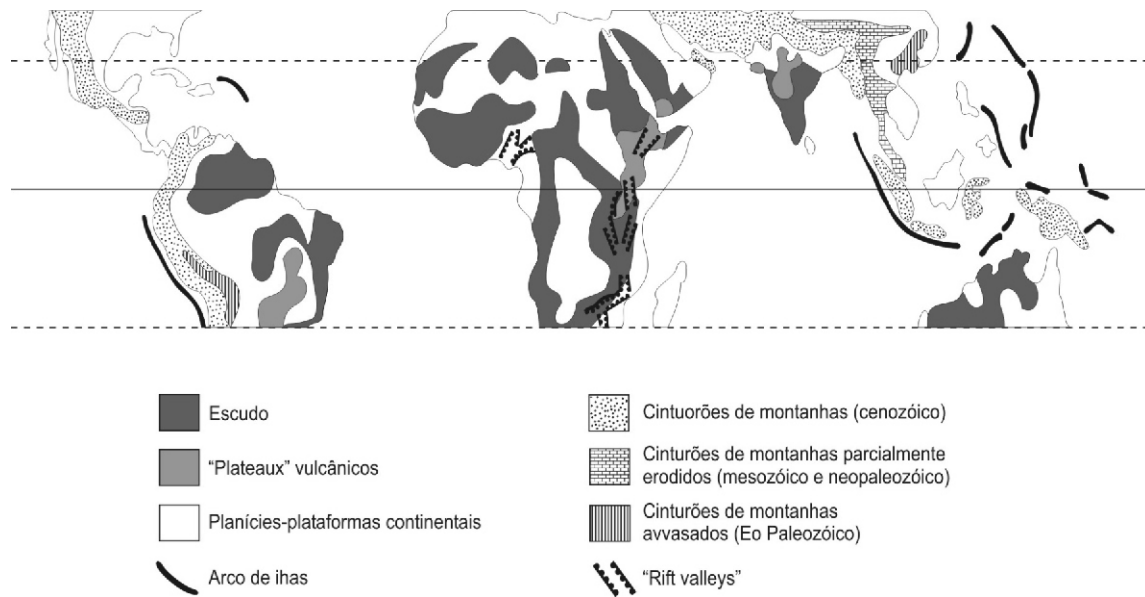 Escudo
"Plateaux" vulcânicos
Planícies-plataformas continentais
Arco de ihas
Cintuorões de montanhas (cenozóico)
Cinturões de montanhas parcialmente
erodidos (mesozóico e neopaleozóico)
Cinturões de montanhas
avvasados (Eo Paleozóico)
"Rift valleys"